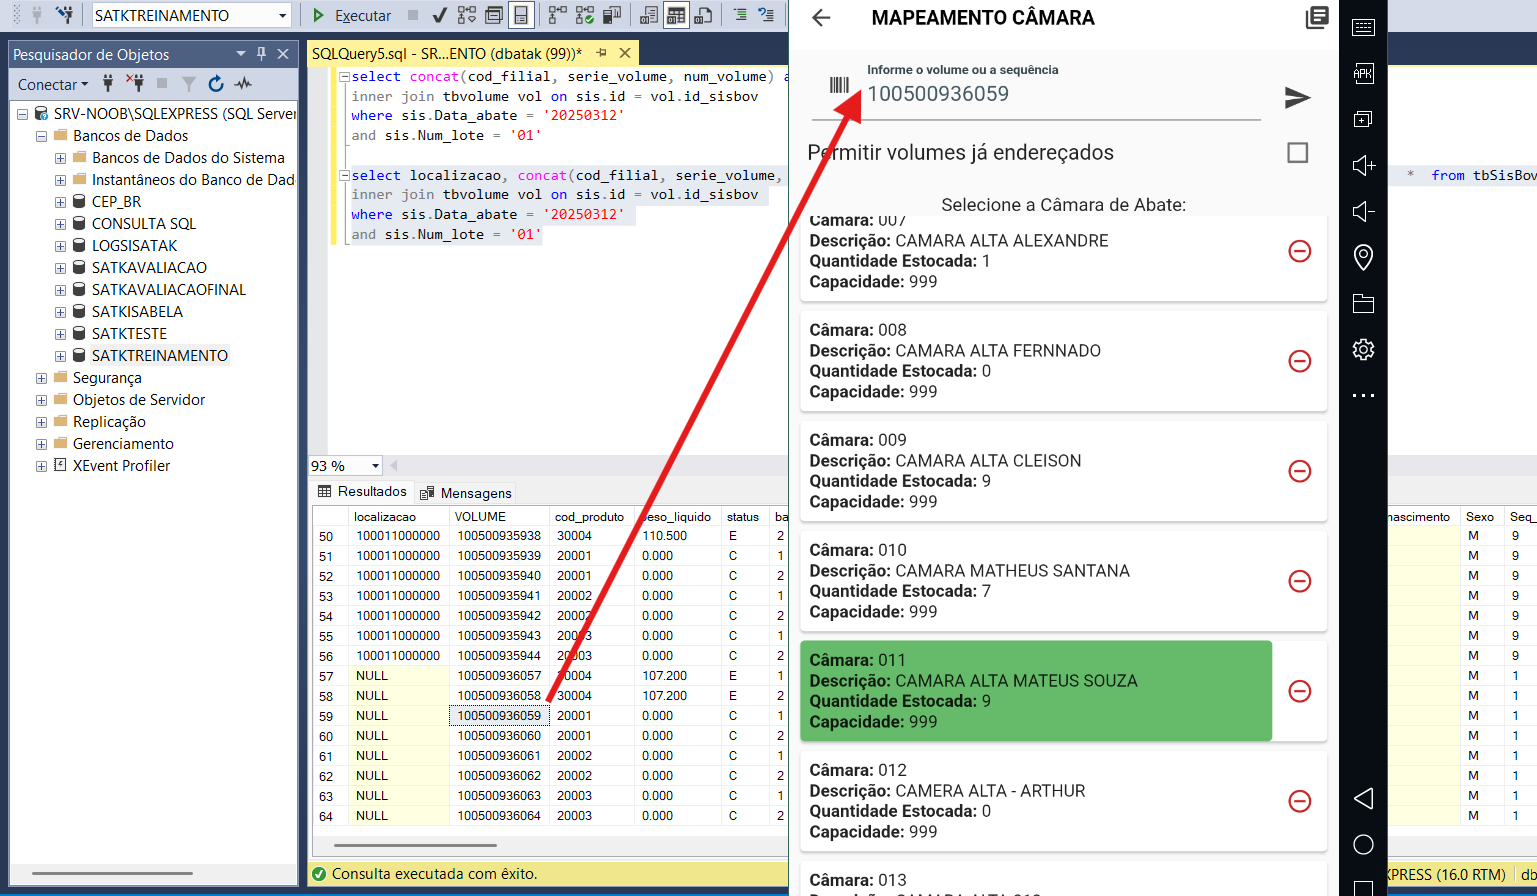 SATKTREINAMENTO
Executar
Pesquisador de Objetos
Conectar
SRV-NOOB\SQLEXPRESS (SQL Server
Bancos de Dados
Bancos de Dados do Sistema
Instantâneos do Banco de Dad
CEP_BR
CONSULTA SQL
LOGSISATAK
SATKAVALIACAO
SATKAVALIACAOFINAL
SATKISABELA
SATKTESTE
SATKTREINAMENTO
Segurança
Objetos de Servidor
Replicação
Gerenciamento
XEvent Profiler
SQLQuery5.sql - SR...ENTO (dbatak (99))*
select concat(cod_filial, serie_volume, num_volume) a
inner join tbvolume vol on sis.id = vol.id_sisbov
where sis.Data_abate = '20250312'
and sis.Num_lote = '01'
select localizacao, concat(cod_filial, serie_volume, * from tbSisBov
inner join tbvolume vol on sis.id = vol.id_sisbov
where sis.Data_abate = '20250312'
and sis.Num_lote = '01'
93 %
Resultados Mensagens
localizacao VOLUME cod_produto peso_liquido status ba nascimento Sexo Seq_
50 100011000000 100500935938 30004 110.500 E 2 M 9
51 100011000000 100500935939 20001 0.000 C 1 M 9
52 100011000000 100500935940 20001 0.000 C 2 M 9
53 100011000000 100500935941 20002 0.000 C 1 M 9
54 100011000000 100500935942 20002 0.000 C 2 M 9
55 100011000000 100500935943 20003 0.000 C 1 M 9
56 100011000000 100500935944 20003 0.000 C 2 M 9
57 NULL 100500936057 30004 107.200 E 1 M 1
58 NULL 100500936058 30004 107.200 E 2 M 1
59 NULL 100500936059 20001 0.000 C 1 M 1
60 NULL 100500936060 20001 0.000 C 2 M 1
61 NULL 100500936061 20002 0.000 C 1 M 1
62 NULL 100500936062 20002 0.000 C 2 M 1
63 NULL 100500936063 20003 0.000 C 1 M 1
64 NULL 100500936064 20003 0.000 C 2 M 1
Consulta executada com êxito.
XPRESS (16.0 RTM) db
MAPEAMENTO CÂMARA
Informe o volume ou a sequência
100500936059
Permitir volumes já endereçados
Selecione a Câmara de Abate:
Câmara: 007
Descrição: CAMARA ALTA ALEXANDRE
Quantidade Estocada: 1
Capacidade: 999
Câmara: 008
Descrição: CAMARA ALTA FERNNADO
Quantidade Estocada: 0
Capacidade: 999
Câmara: 009
Descrição: CAMARA ALTA CLEISON
Quantidade Estocada: 9
Capacidade: 999
Câmara: 010
Descrição: CAMARA MATHEUS SANTANA
Quantidade Estocada: 7
Capacidade: 999
Câmara: 011
Descrição: CAMARA ALTA MATEUS SOUZA
Quantidade Estocada: 9
Capacidade: 999
Câmara: 012
Descrição: CAMERA ALTA - ARTHUR
Quantidade Estocada: 0
Capacidade: 999
Câmara: 013
APK